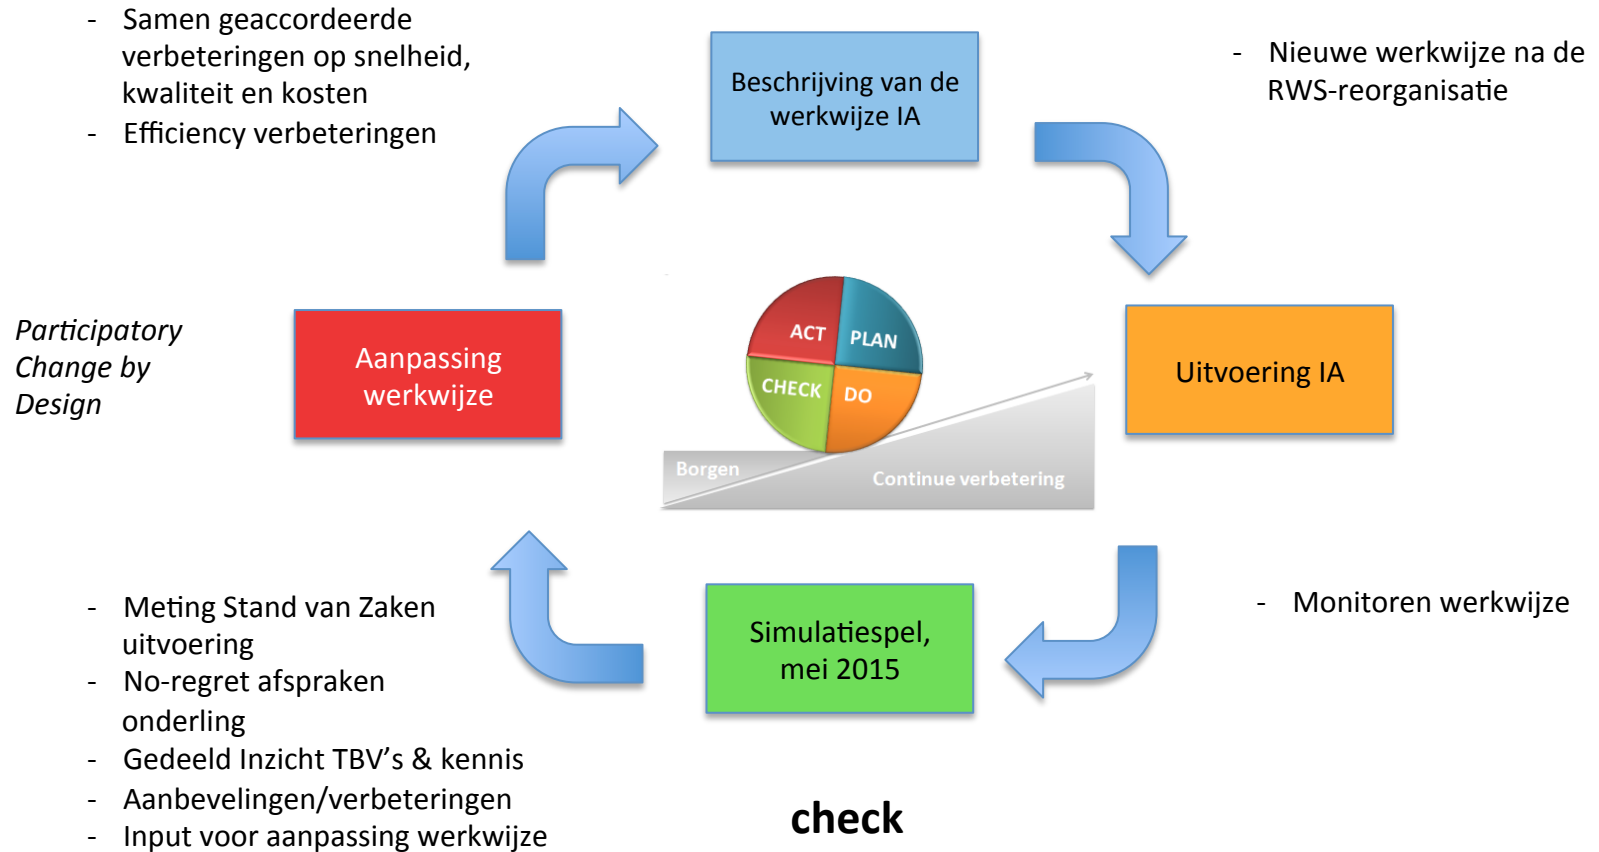 - Samen geaccordeerde
verbeteringen op snelheid,
kwaliteit en kosten
- Efficiency verbeteringen
Beschrijving van de
werkwijze IA
- Nieuwe werkwijze na de
RWS-reorganisatie
Participatory
Change by
Design
Aanpassing
werkwijze
ACT
PLAN
CHECK
DO
Borgen
Continue verbetering
Uitvoering IA
- Meting Stand van Zaken
uitvoering
- No-regret afspraken
onderling
- Gedeeld Inzicht TBV's & kennis
- Aanbevelingen/verbeteringen
- Input voor aanpassing werkwijze
Simulatiespel,
mei 2015
- Monitoren werkwijze
check